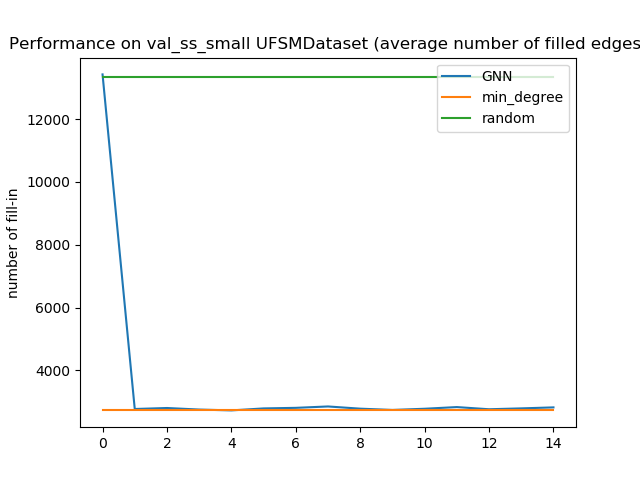 Performance on val_ss_small UFSMDataset (average number of filled edges
GNN
min_degree
random
number of fill-in
12000
10000
8000
6000
4000
0 2 4 6 8 10 12 14